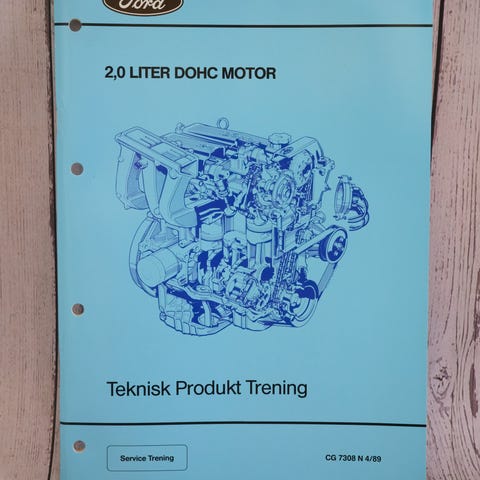 Ford
2,0 LITER DOHC MOTOR
Teknisk Produkt Trening
Service Trening
CG 7308 N 4/89